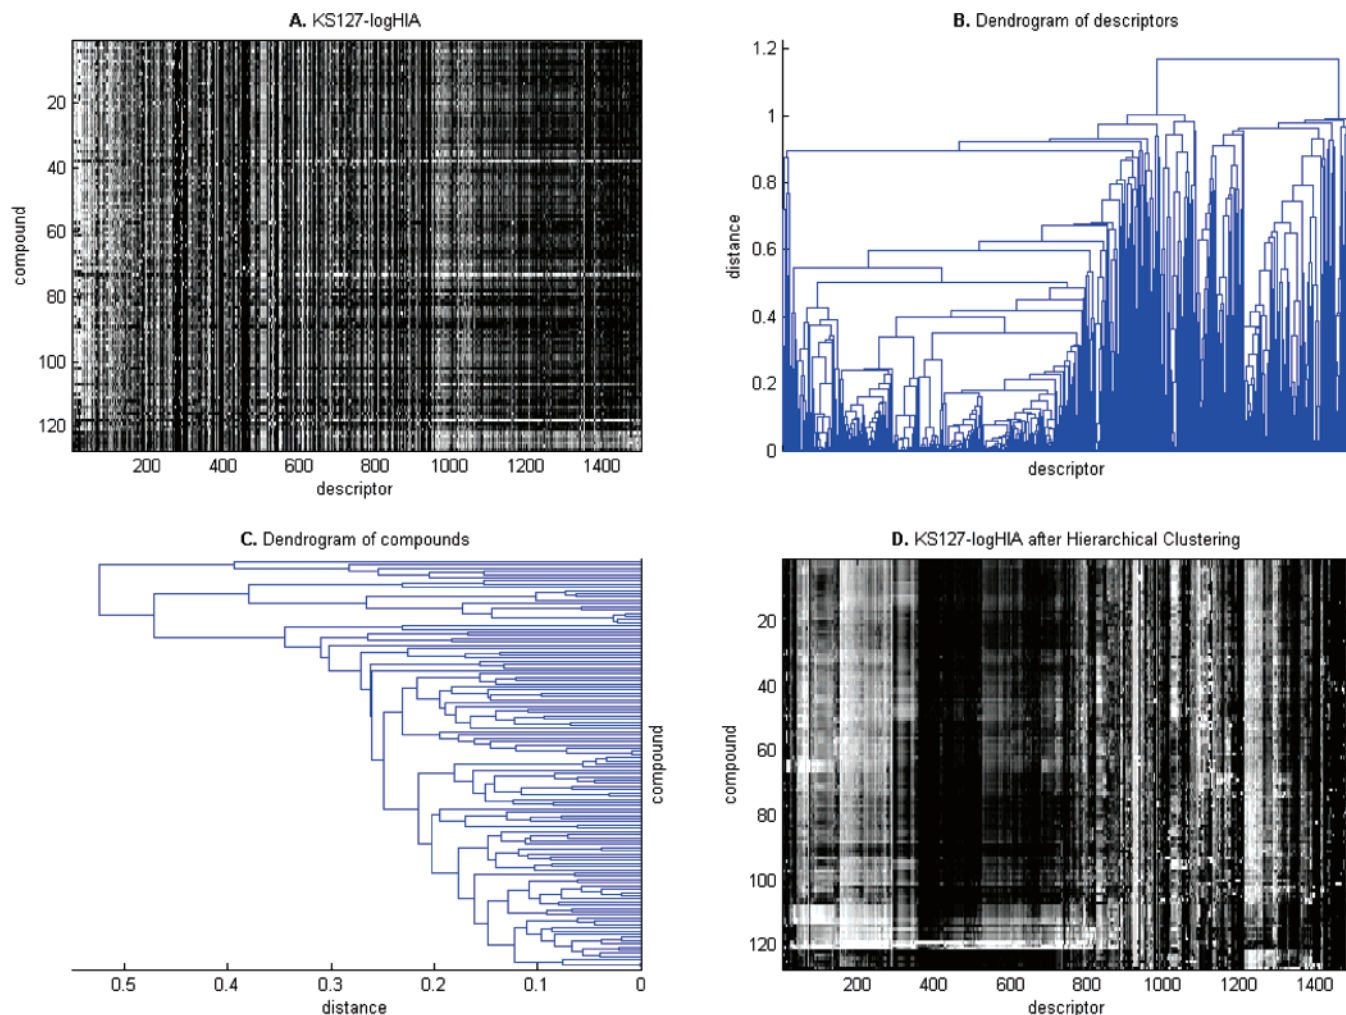 A. KS127-logHIA
20
40
60
80
100
120
compound
200 400 600 800 1000 1200 1400
descriptor
B. Dendrogram of descriptors
1.2
1
0.8
0.6
0.4
0.2
0
distance
descriptor
C. Dendrogram of compounds
compound
0.5 0.4 0.3 0.2 0.1 0
distance
D. KS127-logHIA after Hierarchical Clustering
20
40
60
80
100
120
compound
200 400 600 800 1000 1200 1400
descriptor